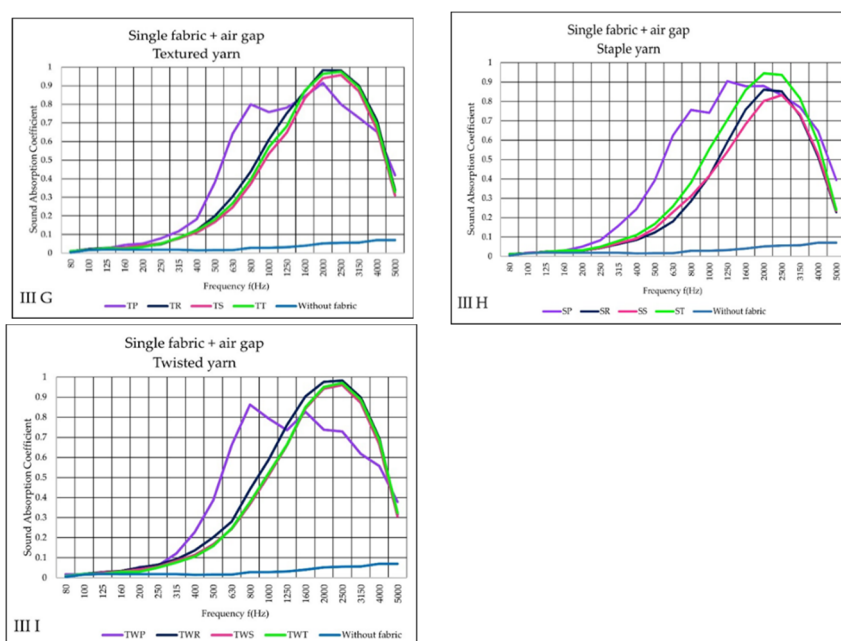 Single fabric + air gap
Textured yarn
Sound Absorption Coefficient
1
0.9
0.8
0.7
0.6
0.5
0.4
0.3
0.2
0.1
0
80 100 125 160 200 250 315 400 500 630 800 1000 1250 1600 2000 2500 3150 4000 5000
Frequency f(Hz)
III G
TP TR TS TT Without fabric
Single fabric + air gap
Staple yarn
Sound Absorption Coefficient
1
0.9
0.8
0.7
0.6
0.5
0.4
0.3
0.2
0.1
0
80 100 125 160 200 250 315 400 500 630 800 1000 1250 1600 2000 2500 3150 4000 5000
Frequency f(Hz)
III H
SP SR SS ST Without fabric
Single fabric + air gap
Twisted yarn
Sound Absorption Coefficient
1
0.9
0.8
0.7
0.6
0.5
0.4
0.3
0.2
0.1
0
80 100 125 160 200 250 315 400 500 630 800 1000 1250 1600 2000 2500 3150 4000 5000
Frequency f(Hz)
III I
TWP TWR TWS TWT Without fabric